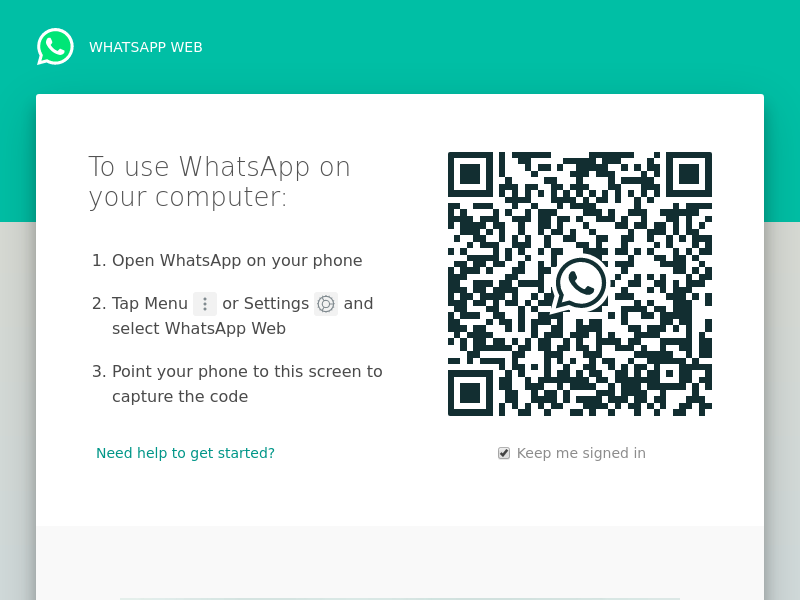 WHATSAPP WEB
To use WhatsApp on
your computer:
1. Open WhatsApp on your phone
2. Tap Menu or Settings and
select WhatsApp Web
3. Point your phone to this screen to
capture the code
Need help to get started?
Keep me signed in